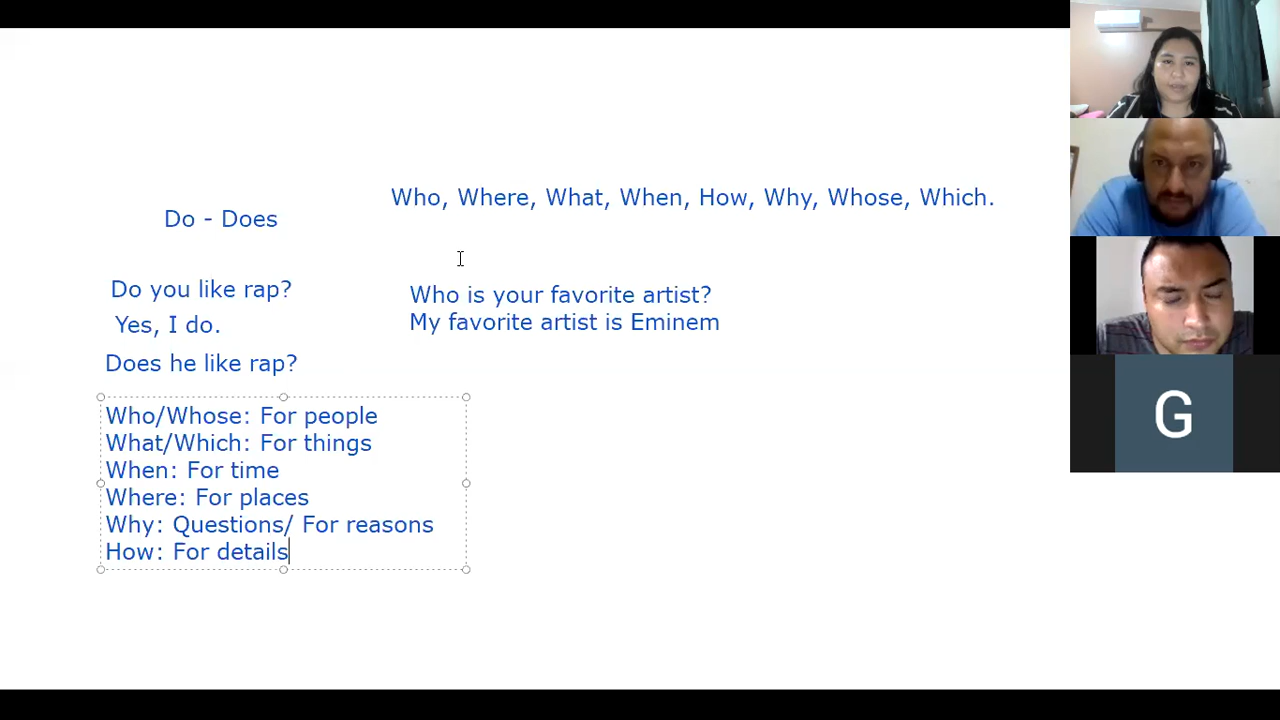 Who, Where, What, When, How, Why, Whose, Which.
Do - Does
Do you like rap?
Yes, I do.
Does he like rap?
Who is your favorite artist?
My favorite artist is Eminem
Who/Whose: For people
What/Which: For things
When: For time
Where: For places
Why: Questions/ For reasons
How: For details
G